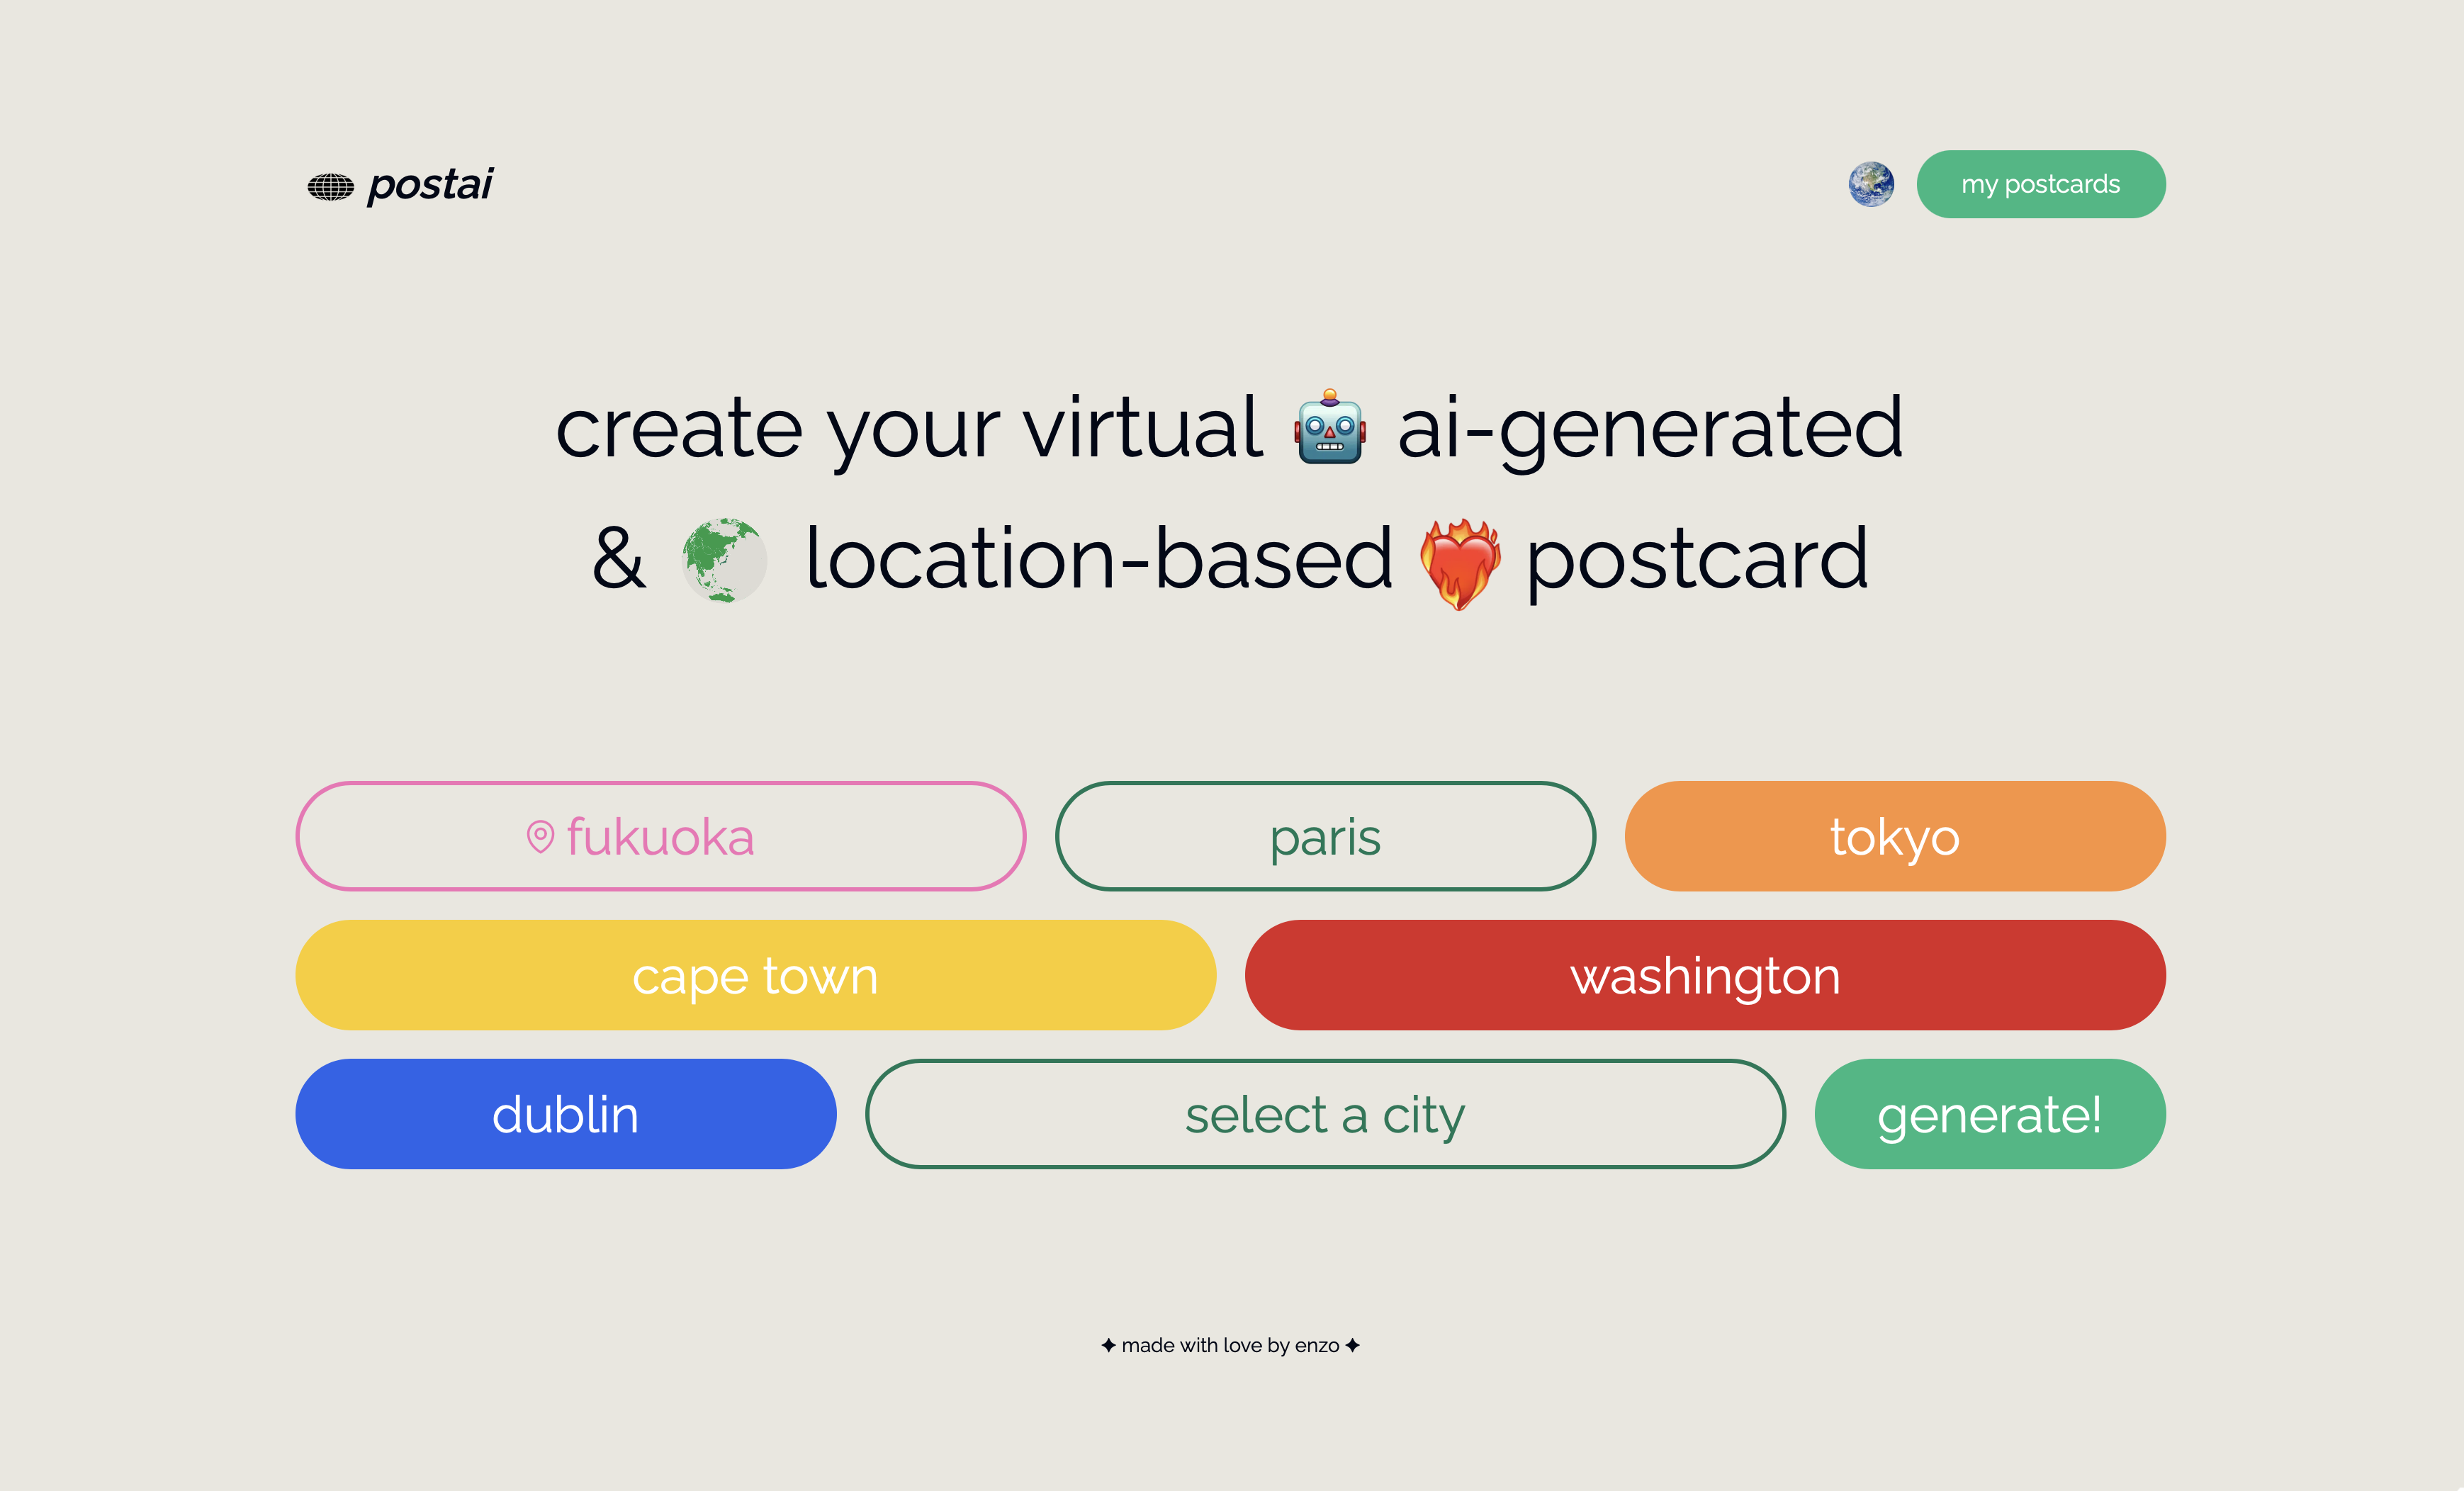 postai
my postcards
create your virtual 🤖 ai-generated
& location-based ❤️‍🔥 postcard
fukuoka
paris
tokyo
cape town
washington
dublin
select a city
generate!
✦ made with love by enzo ✦